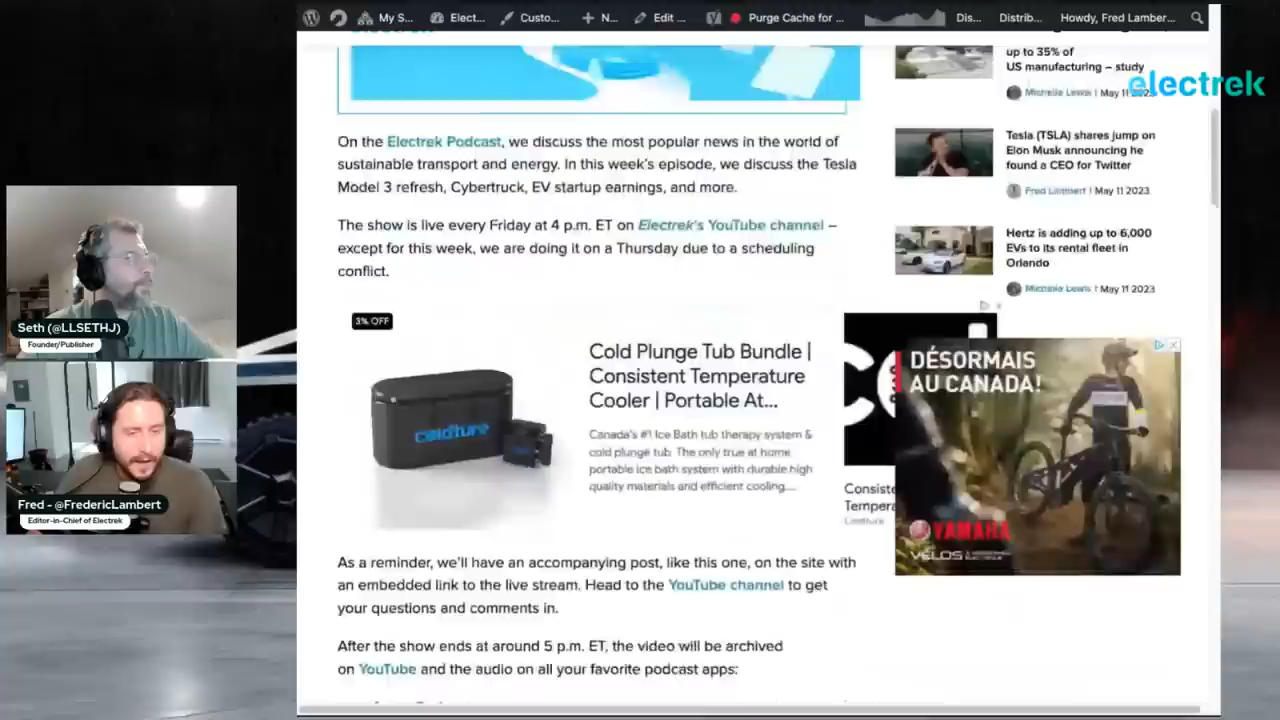 My S...
Elect...
Custo...
N...
Edit ...
Purge Cache for ...
Dis...
Distrib...
Howdy, Fred Lamber...
electrek
up to 35% of
US manufacturing – study
Michelle Lewis | May 11
Tesla (TSLA) shares jump on
Elon Musk announcing he
found a CEO for Twitter
Fred Lambert | May 11 2023
Hertz is adding up to 6,000
EVs to its rental fleet in
Orlando
Michelle Lewis | May 11 2023
On the Electrek Podcast, we discuss the most popular news in the world of
sustainable transport and energy. In this week's episode, we discuss the Tesla
Model 3 refresh, Cybertruck, EV startup earnings, and more.
The show is live every Friday at 4 p.m. ET on Electrek's YouTube channel –
except for this week, we are doing it on a Thursday due to a scheduling
conflict.
3% OFF
coldture
Cold Plunge Tub Bundle |
Consistent Temperature
Cooler | Portable At...
Canada's #1 Ice Bath tub therapy system &
cold plunge tub. The only true at home
portable ice bath system with durable high
quality materials and efficient cooling....
Consiste
Tempera
Coldture
DÉSORMAIS
AU CANADA!
YAMAHA
VÉLOS
As a reminder, we'll have an accompanying post, like this one, on the site with
an embedded link to the live stream. Head to the YouTube channel to get
your questions and comments in.
After the show ends at around 5 p.m. ET, the video will be archived
on YouTube and the audio on all your favorite podcast apps:
Seth (@LLSETHJ)
Founder/Publisher
Fred - @FredericLambert
Editor-in-Chief of Electrek